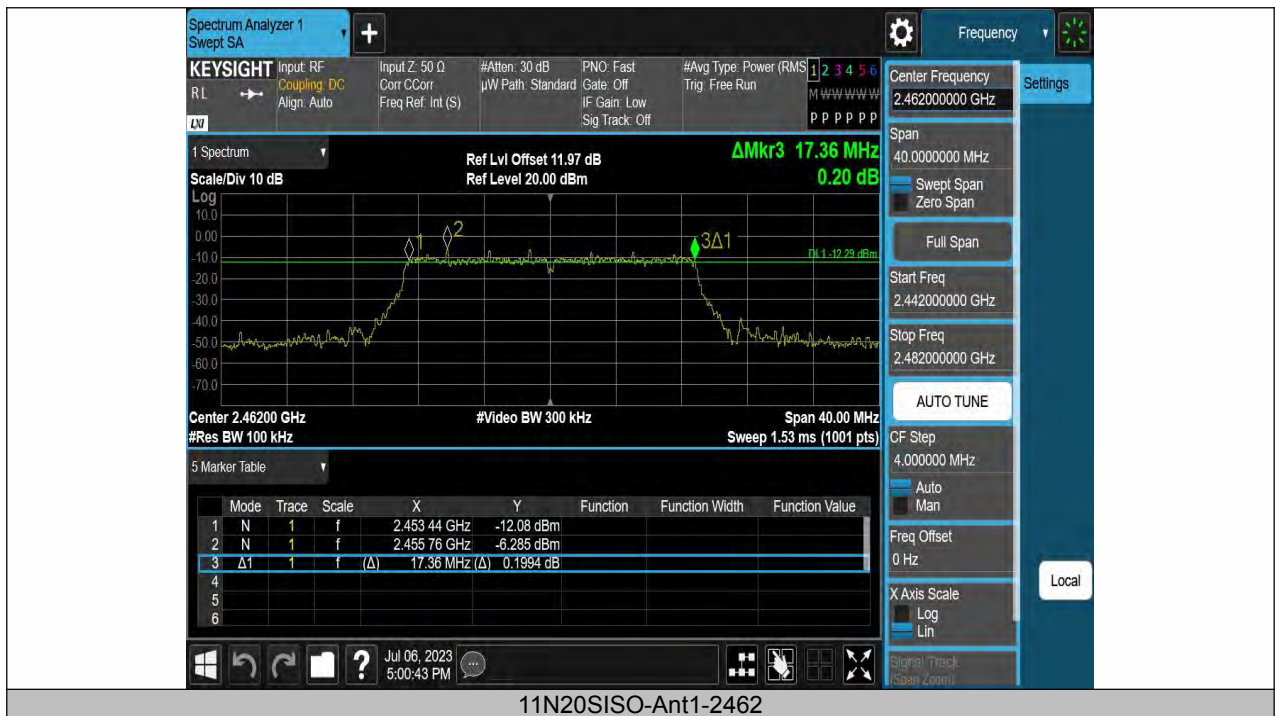 Spectrum Analyzer 1
Swept SA
+
Frequency
KEYSIGHT
RL
LXI
Input: RF
Coupling: DC
Align: Auto
Input Z: 50 Ω
Corr CCorr
Freq Ref: Int (S)
#Atten: 30 dB
µW Path: Standard
PNO: Fast
Gate: Off
IF Gain: Low
Sig Track: Off
#Avg Type: Power (RMS
Trig: Free Run
1 2 3 4 5 6
M W W W W W
P P P P P P
1 Spectrum
Scale/Div 10 dB
Ref Lvl Offset 11.97 dB
Ref Level 20.00 dBm
ΔMkr3 17.36 MHz
0.20 dB
Log
10.0
0.00
-10.0
-20.0
-30.0
-40.0
-50.0
-60.0
-70.0
1
2
3Δ1
DL1 -12.29 dBm
Center 2.46200 GHz
#Video BW 300 kHz
Span 40.00 MHz
#Res BW 100 kHz
Sweep 1.53 ms (1001 pts)
5 Marker Table
Mode Trace Scale X Y Function Function Width Function Value
1 N 1 f 2.453 44 GHz -12.08 dBm
2 N 1 f 2.455 76 GHz -6.285 dBm
3 Δ1 1 f (Δ) 17.36 MHz (Δ) 0.1994 dB
4
5
6
Jul 06, 2023
5:00:43 PM
Center Frequency
2.462000000 GHz
Settings
Span
40.0000000 MHz
Swept Span
Zero Span
Full Span
Start Freq
2.442000000 GHz
Stop Freq
2.482000000 GHz
AUTO TUNE
CF Step
4.000000 MHz
Auto
Man
Freq Offset
0 Hz
X Axis Scale
Log
Lin
Signal Track
(Span Zoom)
Local
11N20SISO-Ant1-2462